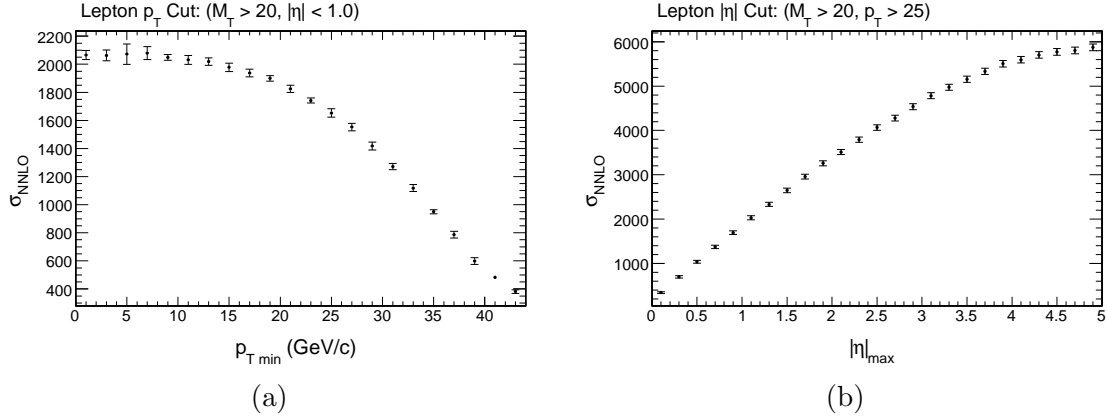 Lepton p_T Cut: (M_T > 20, |η| < 1.0)
σ_NNLO
2200
2000
1800
1600
1400
1200
1000
800
600
400
0 5 10 15 20 25 30 35 40
p_T min (GeV/c)
(a)
Lepton |η| Cut: (M_T > 20, p_T > 25)
σ_NNLO
6000
5000
4000
3000
2000
1000
0 0.5 1 1.5 2 2.5 3 3.5 4 4.5 5
|η|_max
(b)